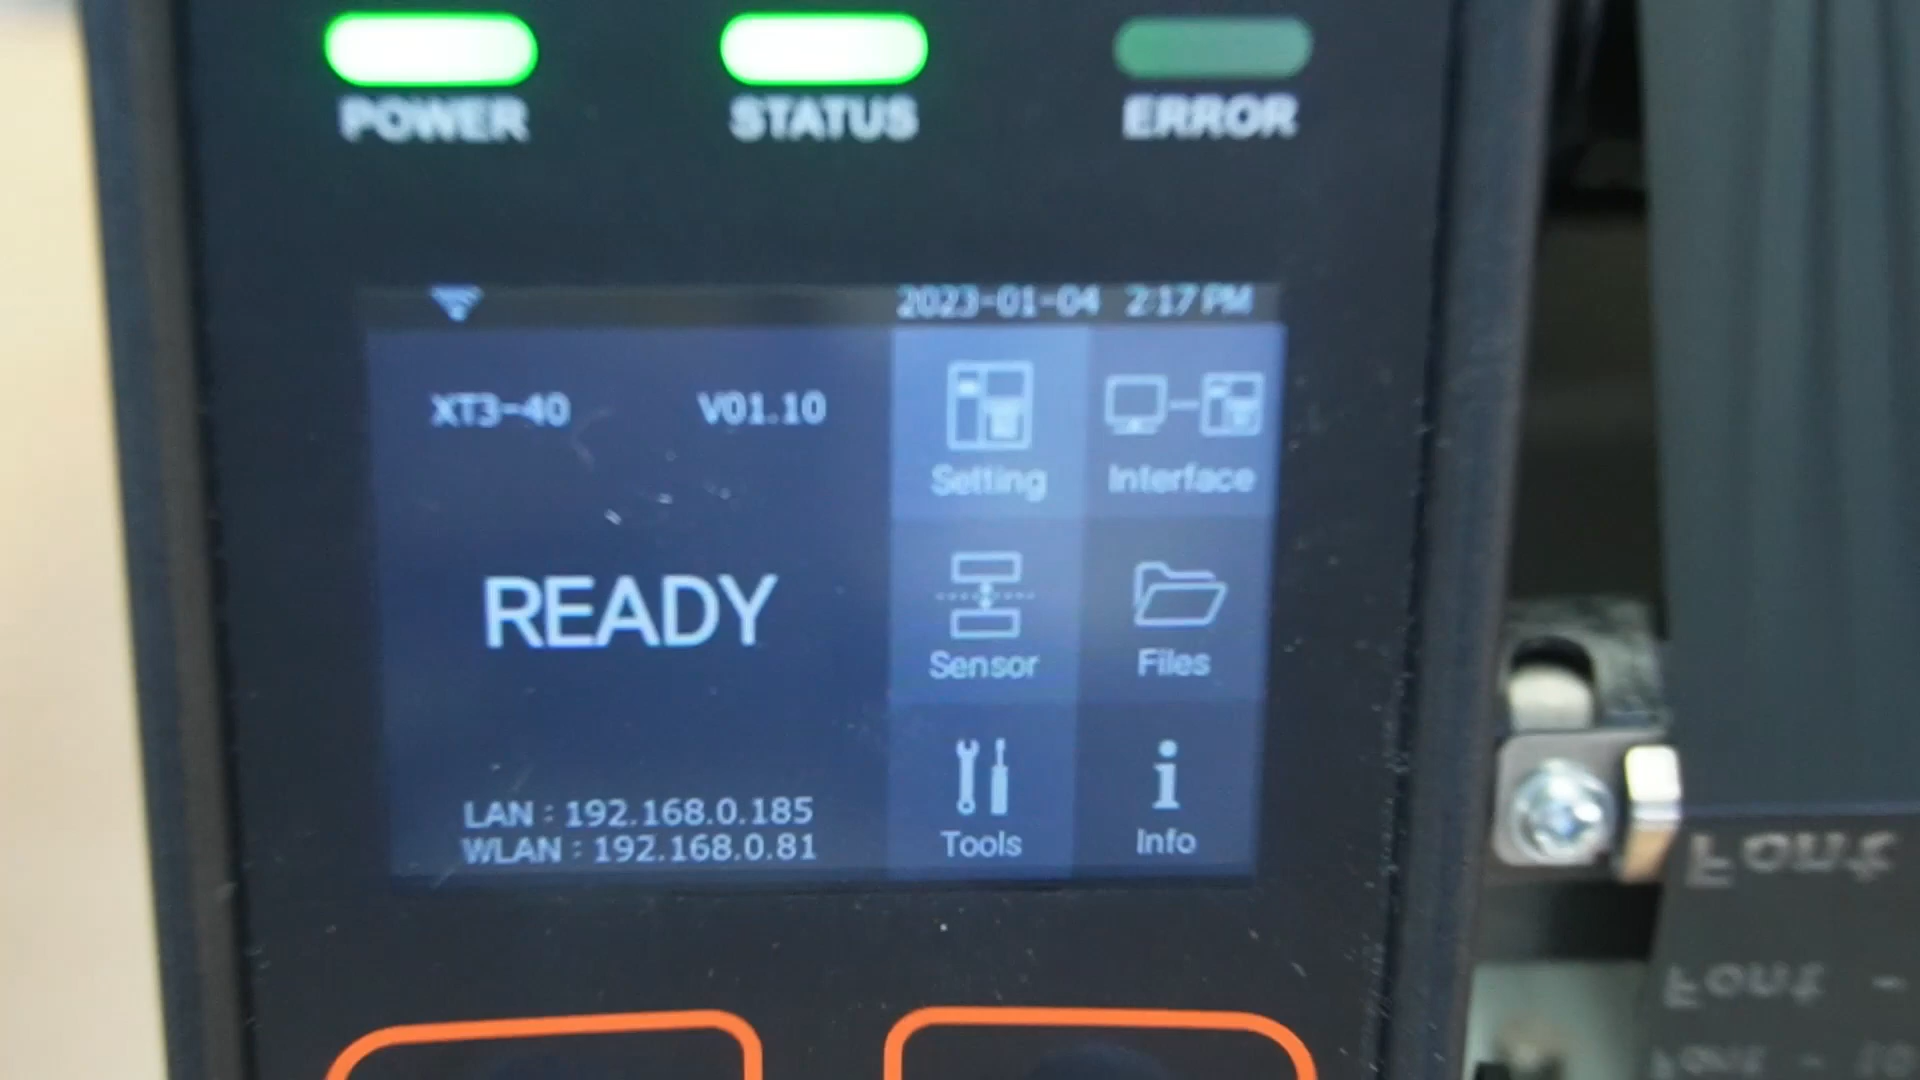 POWER STATUS ERROR
2023-01-04 2:17 PM
XT3-40 V01.10
Setting Interface
READY
Sensor Files
LAN : 192.168.0.185
WLAN : 192.168.0.81
Tools Info